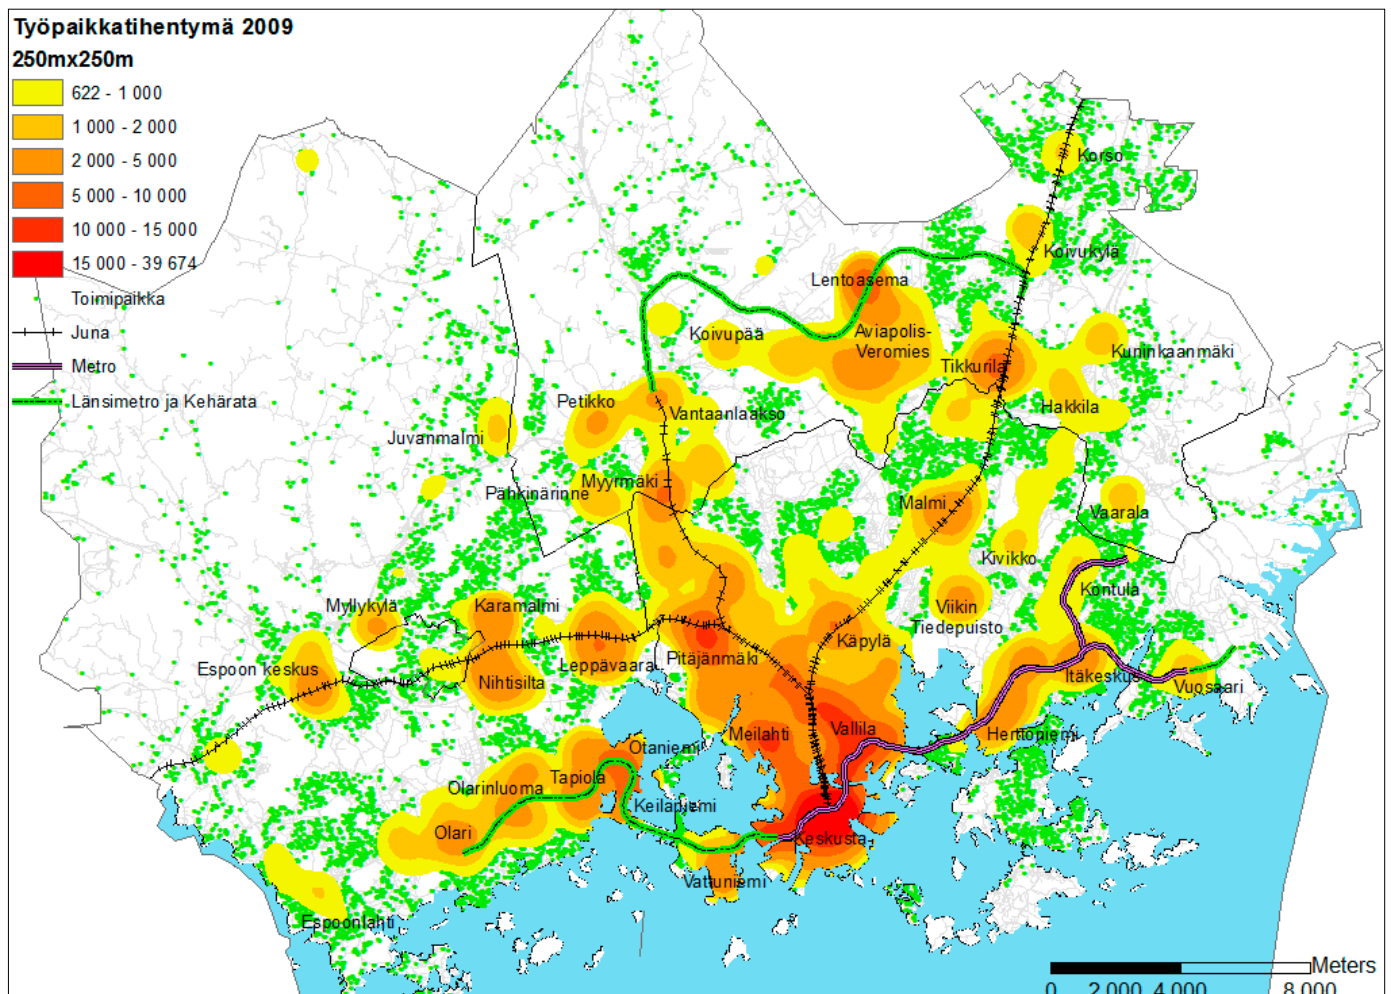 Työpaikkatihentymä 2009
250mx250m
622 - 1 000
1 000 - 2 000
2 000 - 5 000
5 000 - 10 000
10 000 - 15 000
15 000 - 39 674
Toimipaikka
Juna
Metro
Länsimetro ja Kehärata
Korso
Koivukylä
Lentoasema
Koivupää
Aviapolis-
Veromies
Tikkurila
Kuninkaanmäki
Petikko
Vantaanlaakso
Hakkila
Juvanmalmi
Myyrmäki
Pähkinärinne
Malmi
Vaarala
Kivikko
Kontula
Myllykylä
Karamalmi
Viikin
Tiedepuisto
Käpylä
Espoon keskus
Leppävaara
Pitäjänmäki
Nihtisilta
Itäkeskus
Vuosaari
Meilahti
Vallila
Herttoniemi
Otaniemi
Tapiola
Olarinluoma
Keilaniemi
Olari
Keskusta
Vattuniemi
Espoonlahti
Meters
0 2 000 4 000 8 000